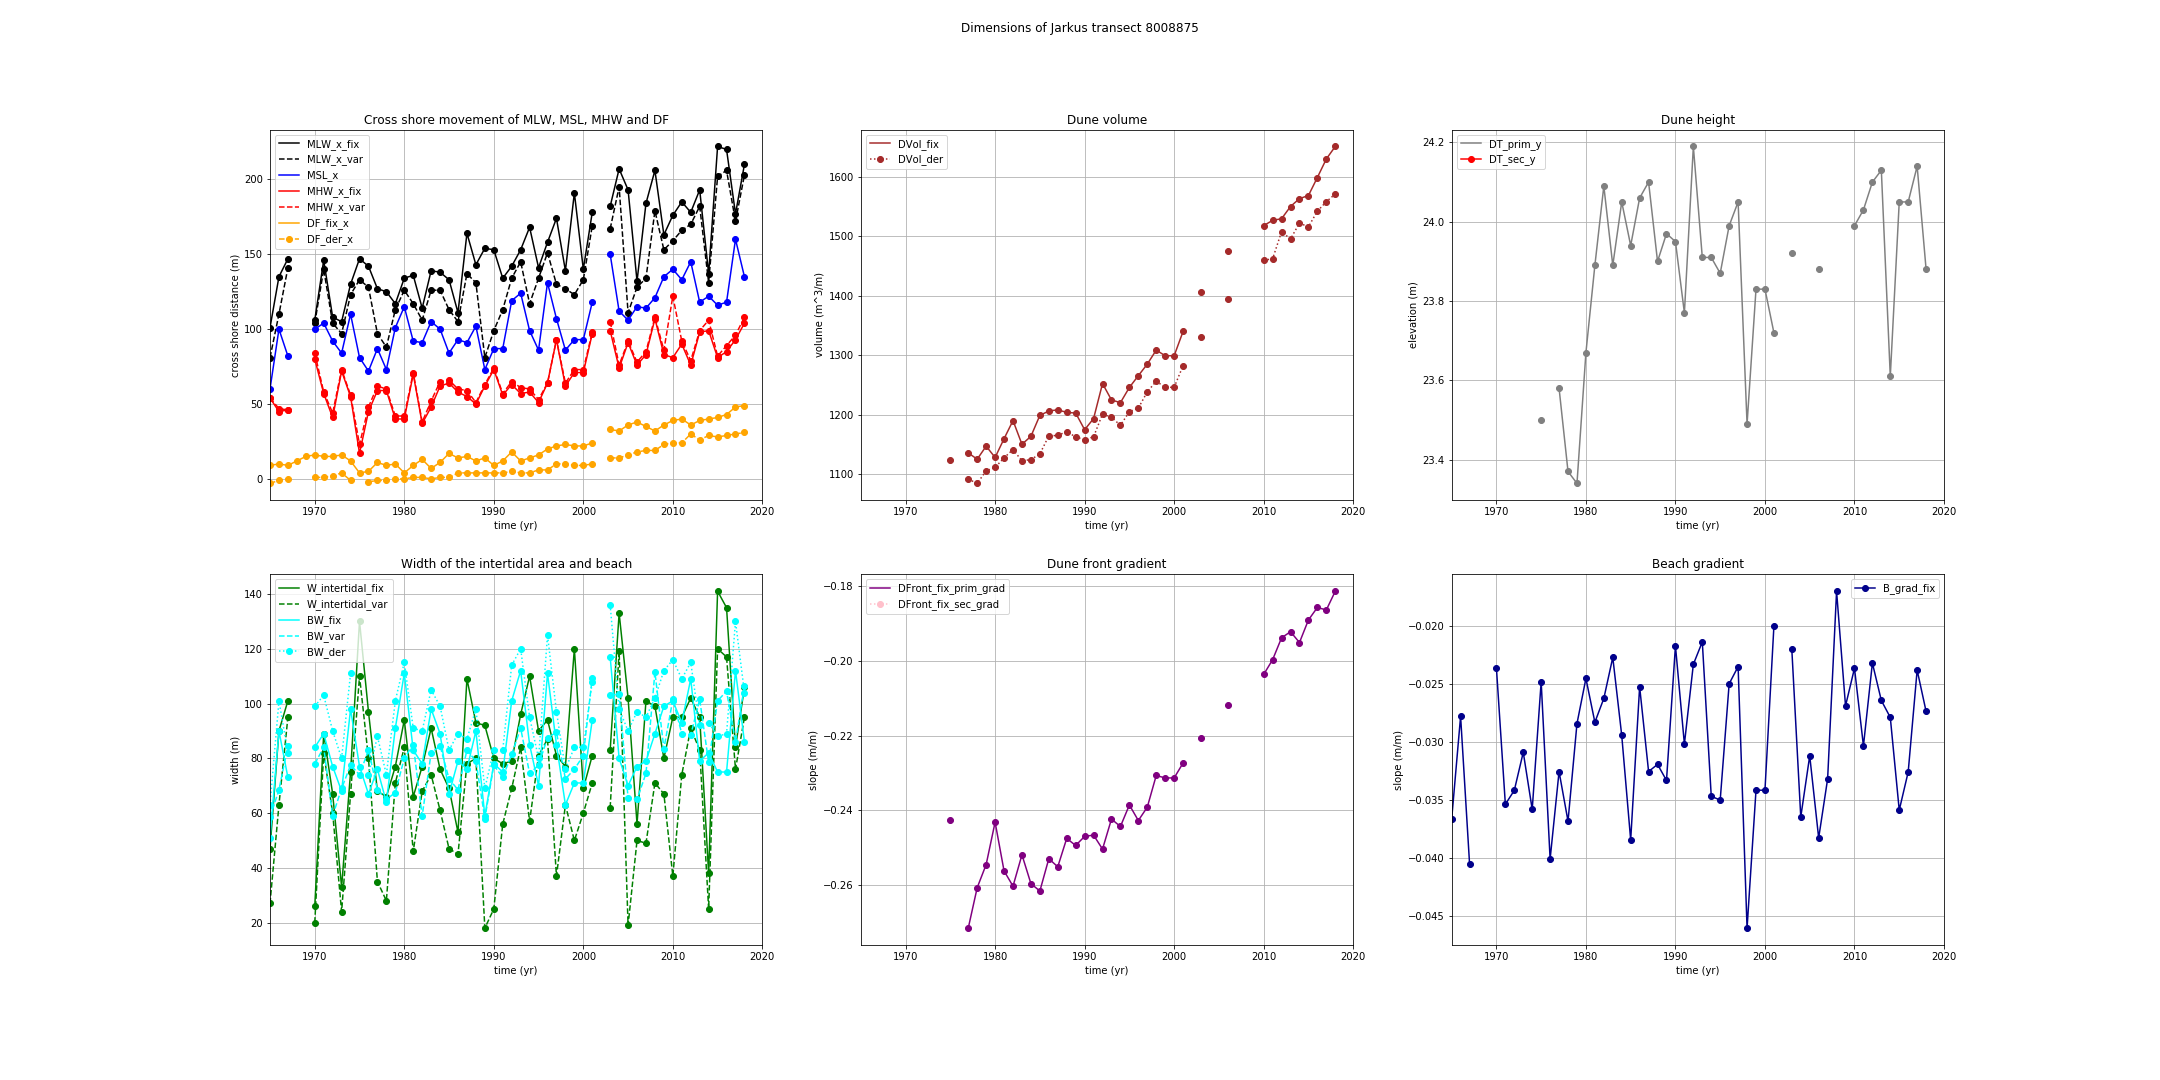 Dimensions of Jarkus transect 8008875
Cross shore movement of MLW, MSL, MHW and DF
MLW_x_fix
MLW_x_var
MSL_x
MHW_x_fix
MHW_x_var
DF_fix_x
DF_der_x
200
150
100
50
0
cross shore distance (m)
1970 1980 1990 2000 2010 2020
time (yr)
Dune volume
DVol_fix
DVol_der
1600
1500
1400
1300
1200
1100
volume (m^3/m)
1970 1980 1990 2000 2010 2020
time (yr)
Dune height
DT_prim_y
DT_sec_y
24.2
24.0
23.8
23.6
23.4
elevation (m)
1970 1980 1990 2000 2010 2020
time (yr)
Width of the intertidal area and beach
W_intertidal_fix
W_intertidal_var
BW_fix
BW_var
BW_der
140
120
100
80
60
40
20
width (m)
1970 1980 1990 2000 2010 2020
time (yr)
Dune front gradient
DFront_fix_prim_grad
DFront_fix_sec_grad
−0.18
−0.20
−0.22
−0.24
−0.26
slope (m/m)
1970 1980 1990 2000 2010 2020
time (yr)
Beach gradient
B_grad_fix
−0.020
−0.025
−0.030
−0.035
−0.040
−0.045
slope (m/m)
1970 1980 1990 2000 2010 2020
time (yr)